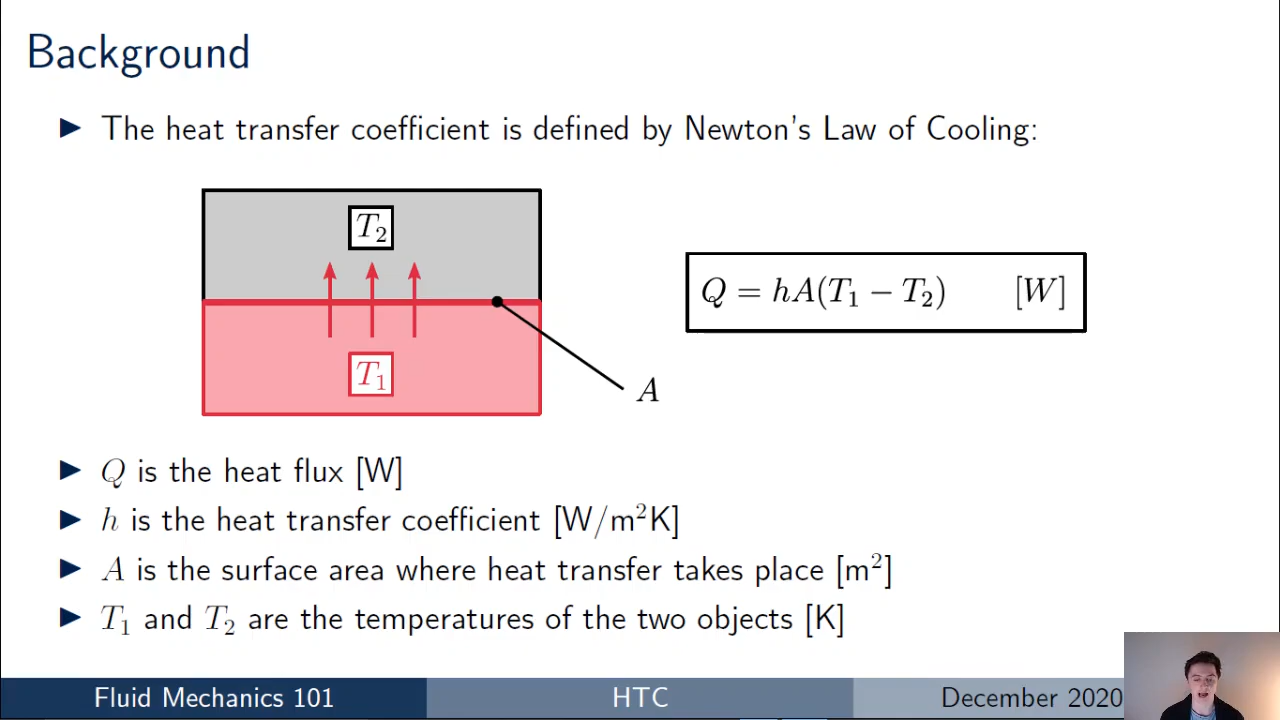 Background
▶ The heat transfer coefficient is defined by Newton's Law of Cooling:
T₂
Q = hA(T₁ − T₂) [W]
T₁
A
▶ Q is the heat flux [W]
▶ h is the heat transfer coefficient [W/m²K]
▶ A is the surface area where heat transfer takes place [m²]
▶ T₁ and T₂ are the temperatures of the two objects [K]
Fluid Mechanics 101
HTC
December 2020